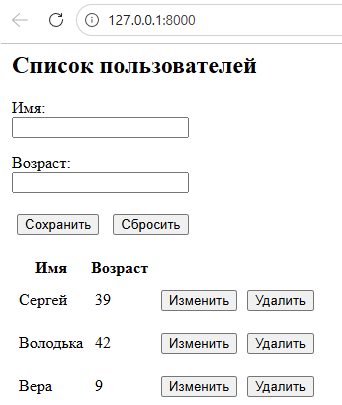 127.0.0.1:8000
Список пользователей
Имя:
Возраст:
Сохранить Сбросить
Имя Возраст
Сергей 39 Изменить Удалить
Володька 42 Изменить Удалить
Вера 9 Изменить Удалить